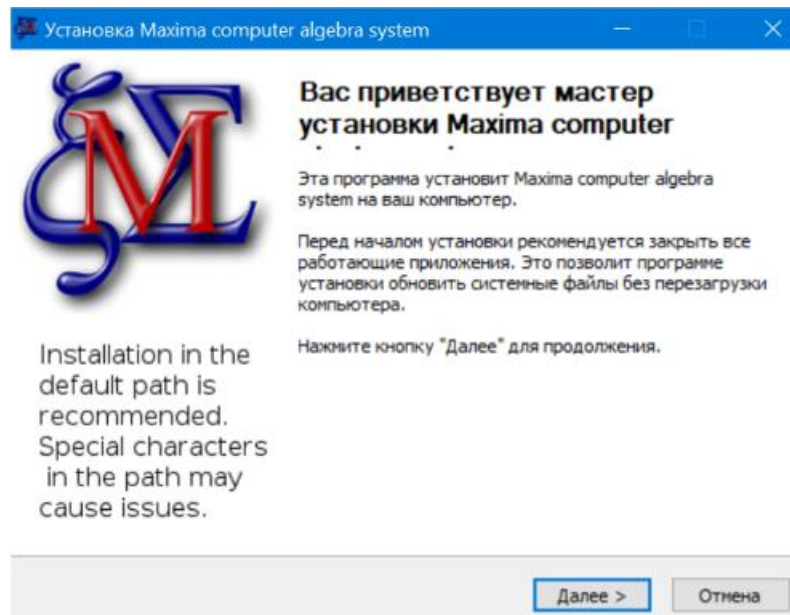 Установка Maxima computer algebra system
Вас приветствует мастер
установки Maxima computer
Эта программа установит Maxima computer algebra
system на ваш компьютер.
Перед началом установки рекомендуется закрыть все
работающие приложения. Это позволит программе
установки обновить системные файлы без перезагрузки
компьютера.
Нажмите кнопку "Далее" для продолжения.
Installation in the
default path is
recommended.
Special characters
in the path may
cause issues.
Далее >
Отмена